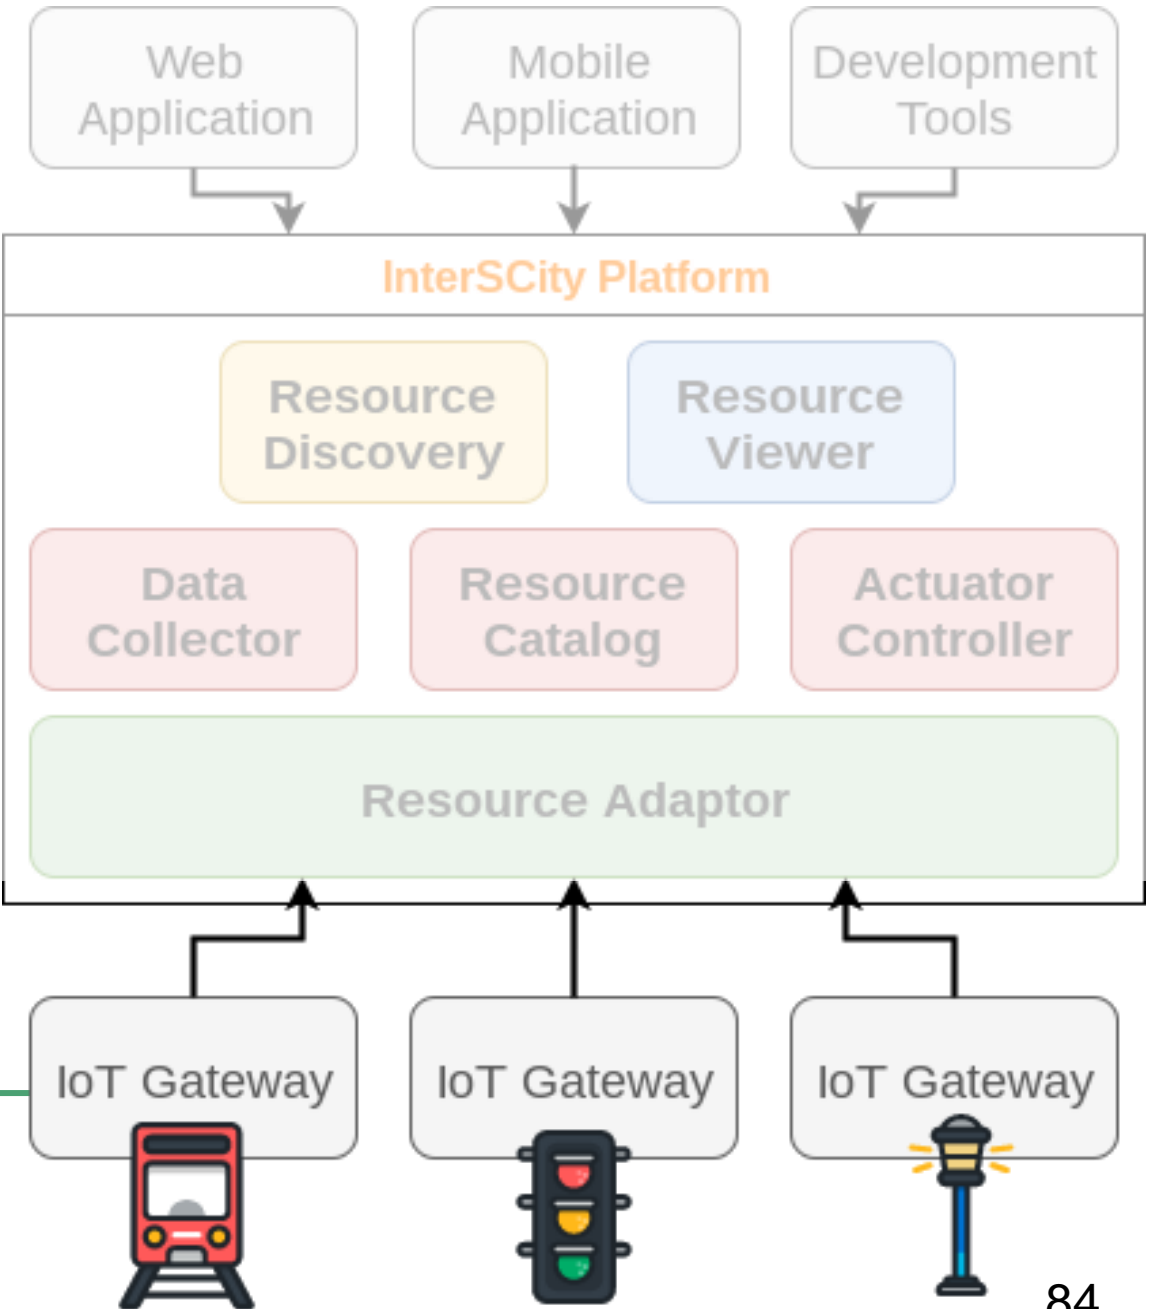 Web
Application
Mobile
Application
Development
Tools
InterSCity Platform
Resource
Discovery
Resource
Viewer
Data
Collector
Resource
Catalog
Actuator
Controller
Resource Adaptor
IoT Gateway
IoT Gateway
IoT Gateway
84